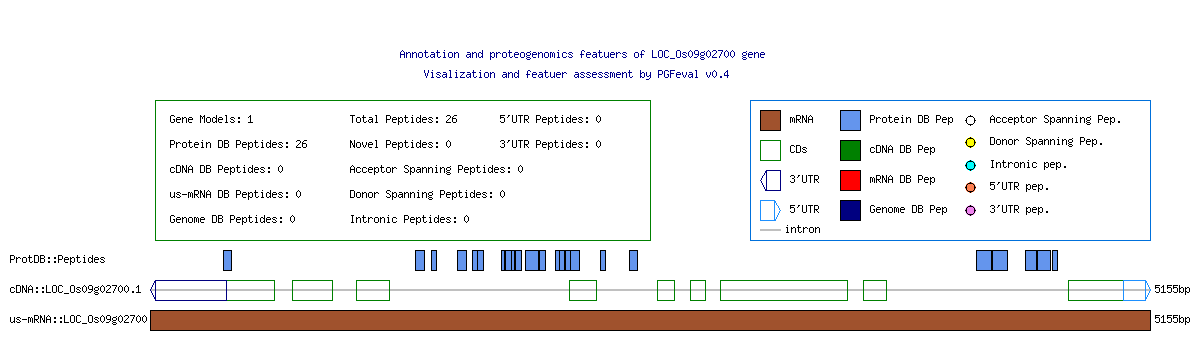 Annotation and proteogenomics featuers of LOC_Os09g02700 gene
Visalization and featuer assessment by PGFeval v0.4
Gene Models: 1 Total Peptides: 26 5'UTR Peptides: 0
Protein DB Peptides: 26 Novel Peptides: 0 3'UTR Peptides: 0
cDNA DB Peptides: 0 Acceptor Spanning Peptides: 0
us-mRNA DB Peptides: 0 Donor Spanning Peptides: 0
Genome DB Peptides: 0 Intronic Peptides: 0
mRNA Protein DB Pep Acceptor Spanning Pep.
CDs cDNA DB Pep Donor Spanning Pep.
3'UTR mRNA DB Pep Intronic pep.
5'UTR Genome DB Pep 5'UTR pep.
intron 3'UTR pep.
ProtDB::Peptides
cDNA::LOC_Os09g02700.1 5155bp
us-mRNA::LOC_Os09g02700 5155bp